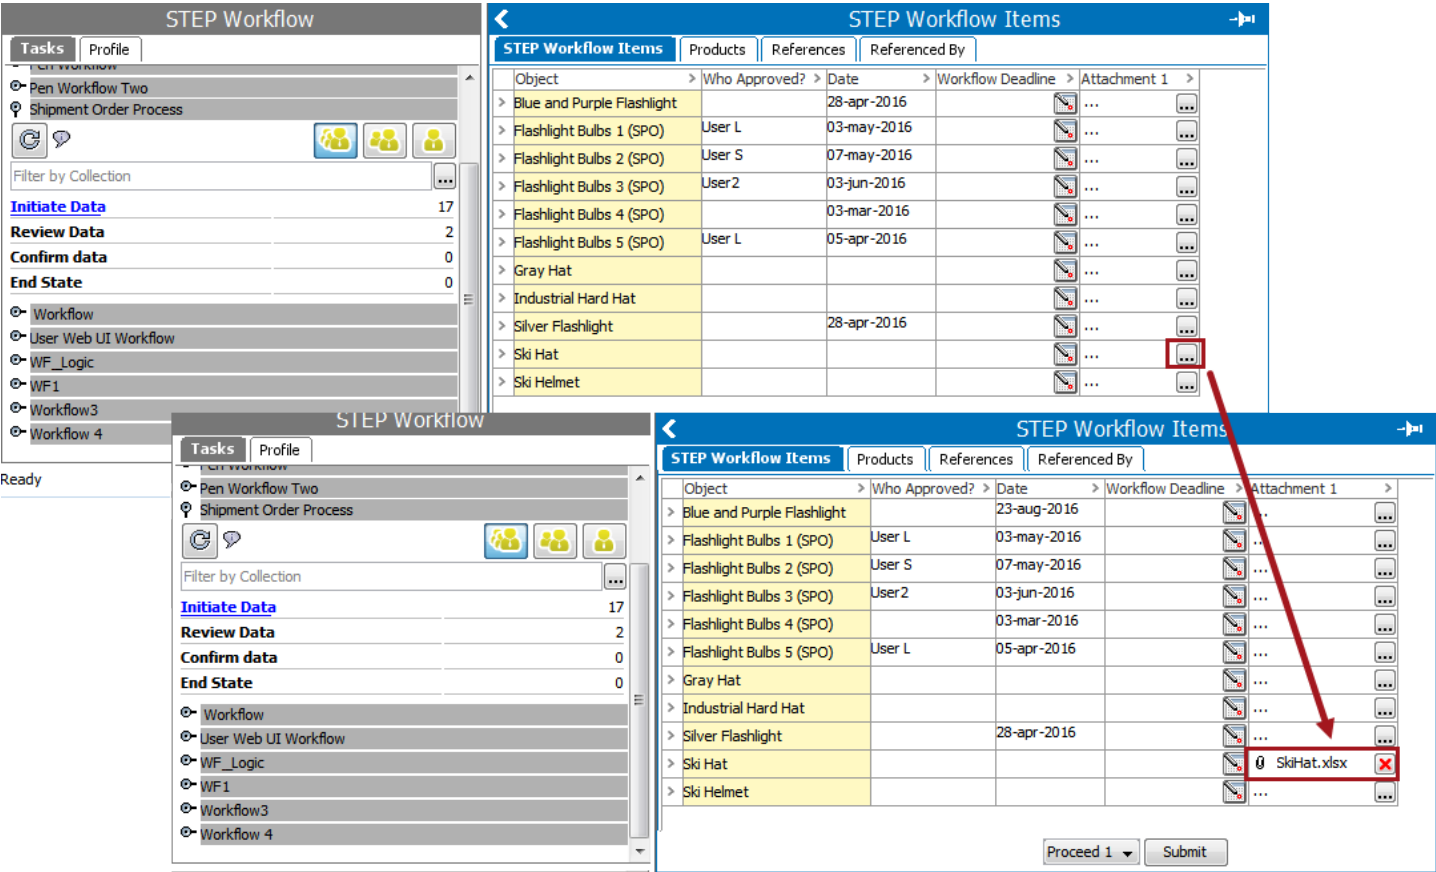 STEP Workflow
Tasks Profile
Pen Workflow
Pen Workflow Two
Shipment Order Process
Filter by Collection ...
Initiate Data 17
Review Data 2
Confirm data 0
End State 0
Workflow
User Web UI Workflow
WF_Logic
WF1
Workflow3
Workflow 4
Ready
STEP Workflow Items
STEP Workflow Items Products References Referenced By
Object > Who Approved? > Date > Workflow Deadline > Attachment 1 >
> Blue and Purple Flashlight 28-apr-2016 ... ...
> Flashlight Bulbs 1 (SPO) User L 03-may-2016 ... ...
> Flashlight Bulbs 2 (SPO) User S 07-may-2016 ... ...
> Flashlight Bulbs 3 (SPO) User2 03-jun-2016 ... ...
> Flashlight Bulbs 4 (SPO) 03-mar-2016 ... ...
> Flashlight Bulbs 5 (SPO) User L 05-apr-2016 ... ...
> Gray Hat ... ...
> Industrial Hard Hat ... ...
> Silver Flashlight 28-apr-2016 ... ...
> Ski Hat ... ...
> Ski Helmet ... ...
STEP Workflow
Tasks Profile
Pen Workflow
Pen Workflow Two
Shipment Order Process
Filter by Collection ...
Initiate Data 17
Review Data 2
Confirm data 0
End State 0
Workflow
User Web UI Workflow
WF_Logic
WF1
Workflow3
Workflow 4
STEP Workflow Items
STEP Workflow Items Products References Referenced By
Object > Who Approved? > Date > Workflow Deadline > Attachment 1 >
> Blue and Purple Flashlight 23-aug-2016 ... ...
> Flashlight Bulbs 1 (SPO) User L 03-may-2016 ... ...
> Flashlight Bulbs 2 (SPO) User S 07-may-2016 ... ...
> Flashlight Bulbs 3 (SPO) User2 03-jun-2016 ... ...
> Flashlight Bulbs 4 (SPO) 03-mar-2016 ... ...
> Flashlight Bulbs 5 (SPO) User L 05-apr-2016 ... ...
> Gray Hat ... ...
> Industrial Hard Hat ... ...
> Silver Flashlight 28-apr-2016 ... ...
> Ski Hat SkiHat.xlsx
> Ski Helmet ... ...
Proceed 1 Submit